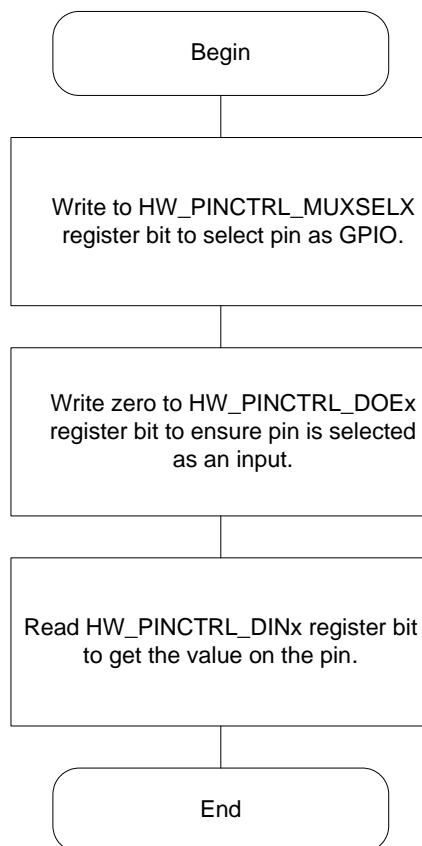 Begin
Write to HW_PINCTRL_MUXSELX
register bit to select pin as GPIO.
Write zero to HW_PINCTRL_DOEx
register bit to ensure pin is selected
as an input.
Read HW_PINCTRL_DINx register bit
to get the value on the pin.
End